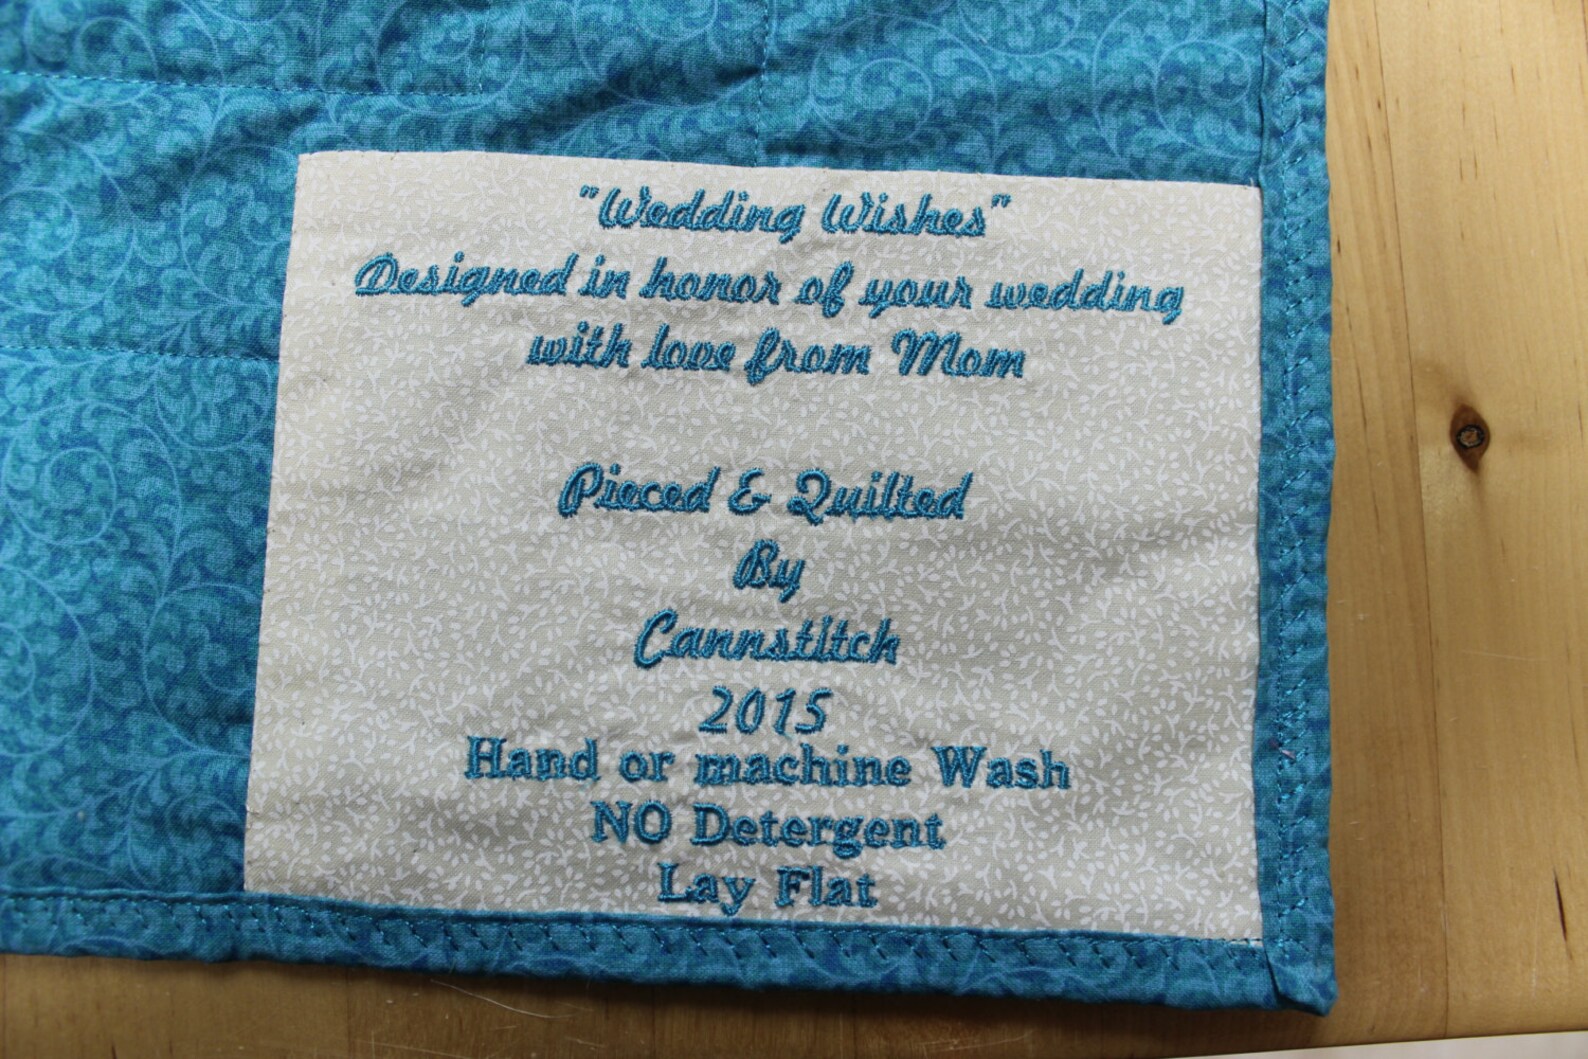 "Wedding Wishes"
Designed in honor of your wedding
with love from Mom
Pieced & Quilted
By
Cannstitch
2015
Hand or machine Wash
NO Detergent
Lay Flat